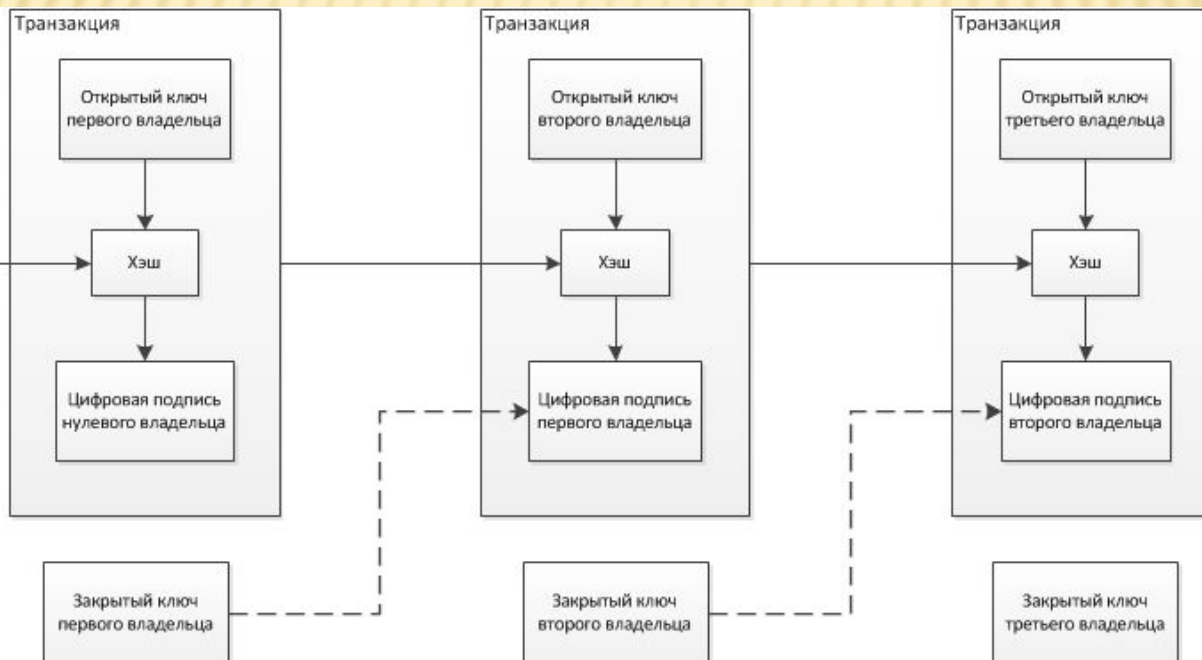 Транзакция
Открытый ключ
первого владельца
Хэш
Цифровая подпись
нулевого владельца
Закрытый ключ
первого владельца
Транзакция
Открытый ключ
второго владельца
Хэш
Цифровая подпись
первого владельца
Закрытый ключ
второго владельца
Транзакция
Открытый ключ
третьего владельца
Хэш
Цифровая подпись
второго владельца
Закрытый ключ
третьего владельца